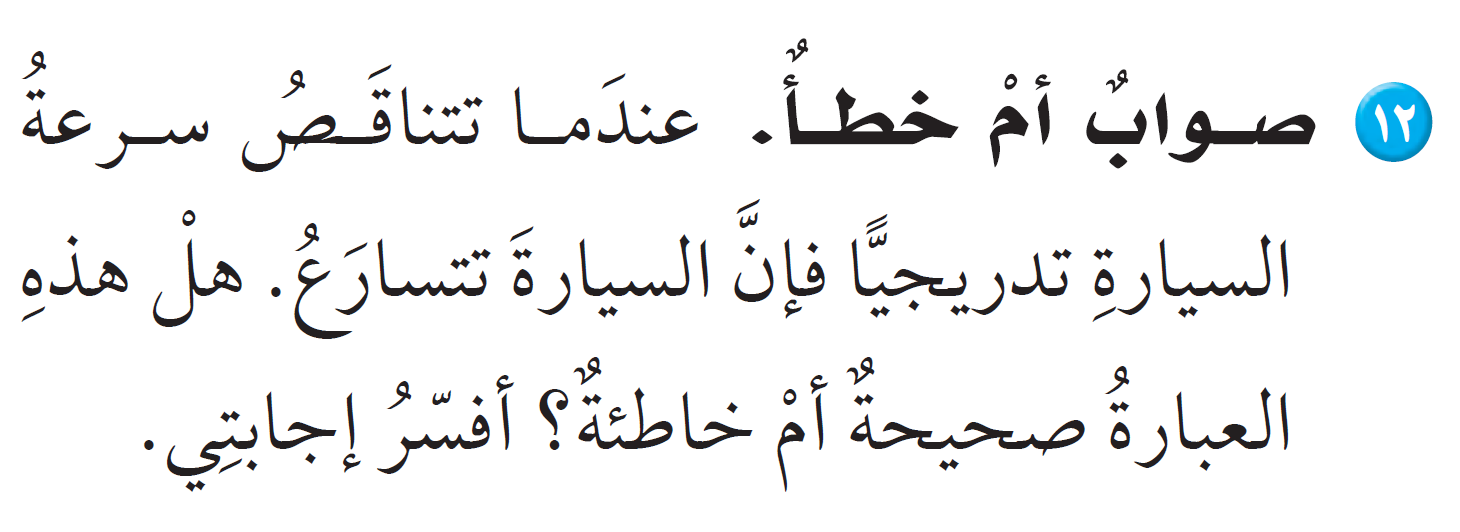 ١٢ صوابٌ أمْ خطأٌ. عندَما تتناقَصُ سرعةُ
السيارةِ تدريجيًّا فإنَّ السيارةَ تتسارَعُ. هلْ هذهِ
العبارةُ صحيحةٌ أمْ خاطئةٌ؟ أفسّرُ إجابتِي.